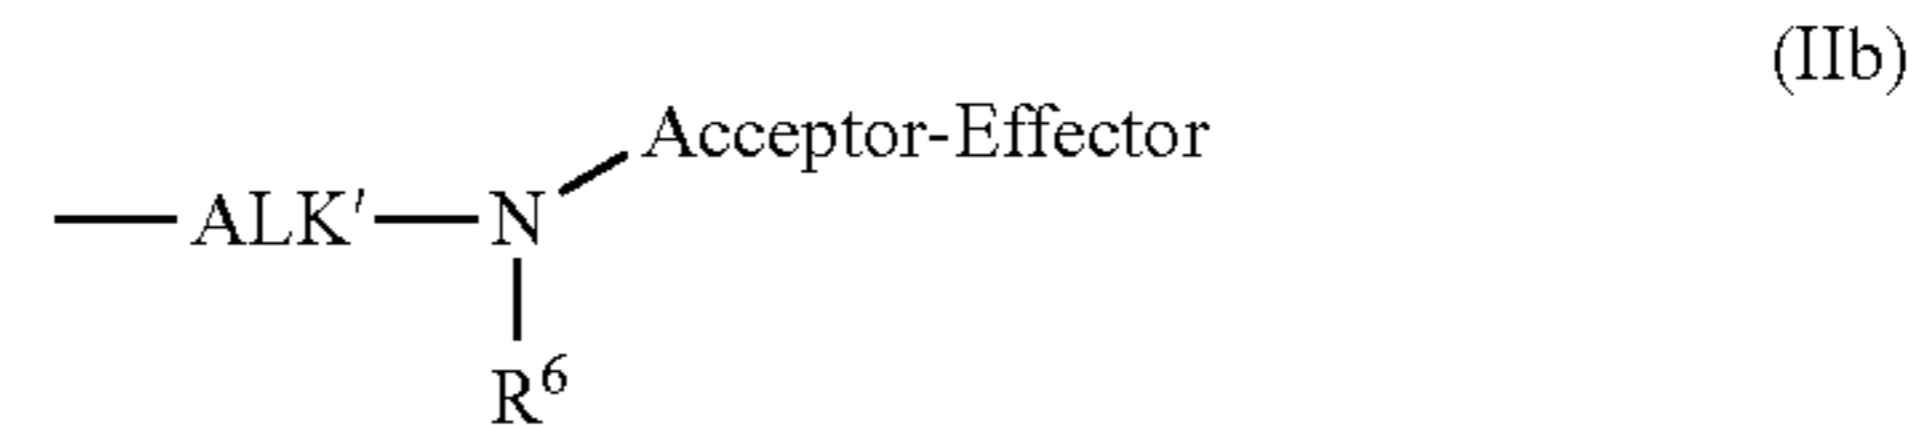 (IIb)
Acceptor-Effector
ALK′—N
R⁶